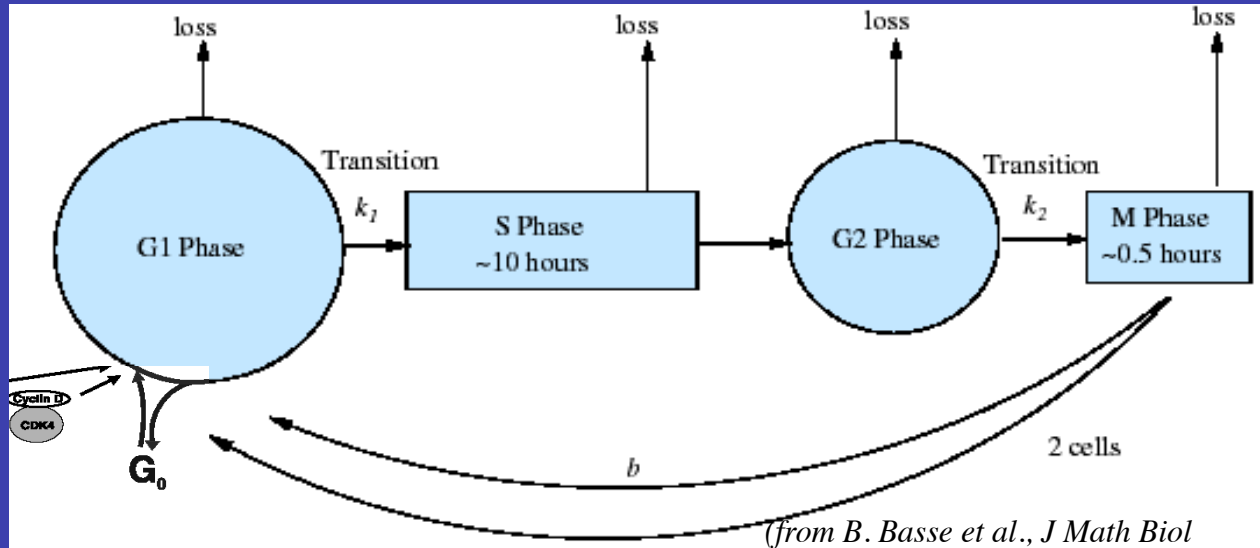 loss
loss
loss
loss
Transition
k₁
Transition
k₂
G1 Phase
S Phase
~10 hours
G2 Phase
M Phase
~0.5 hours
Cyclin D
CDK4
G₀
b
2 cells
(from B. Basse et al., J Math Biol